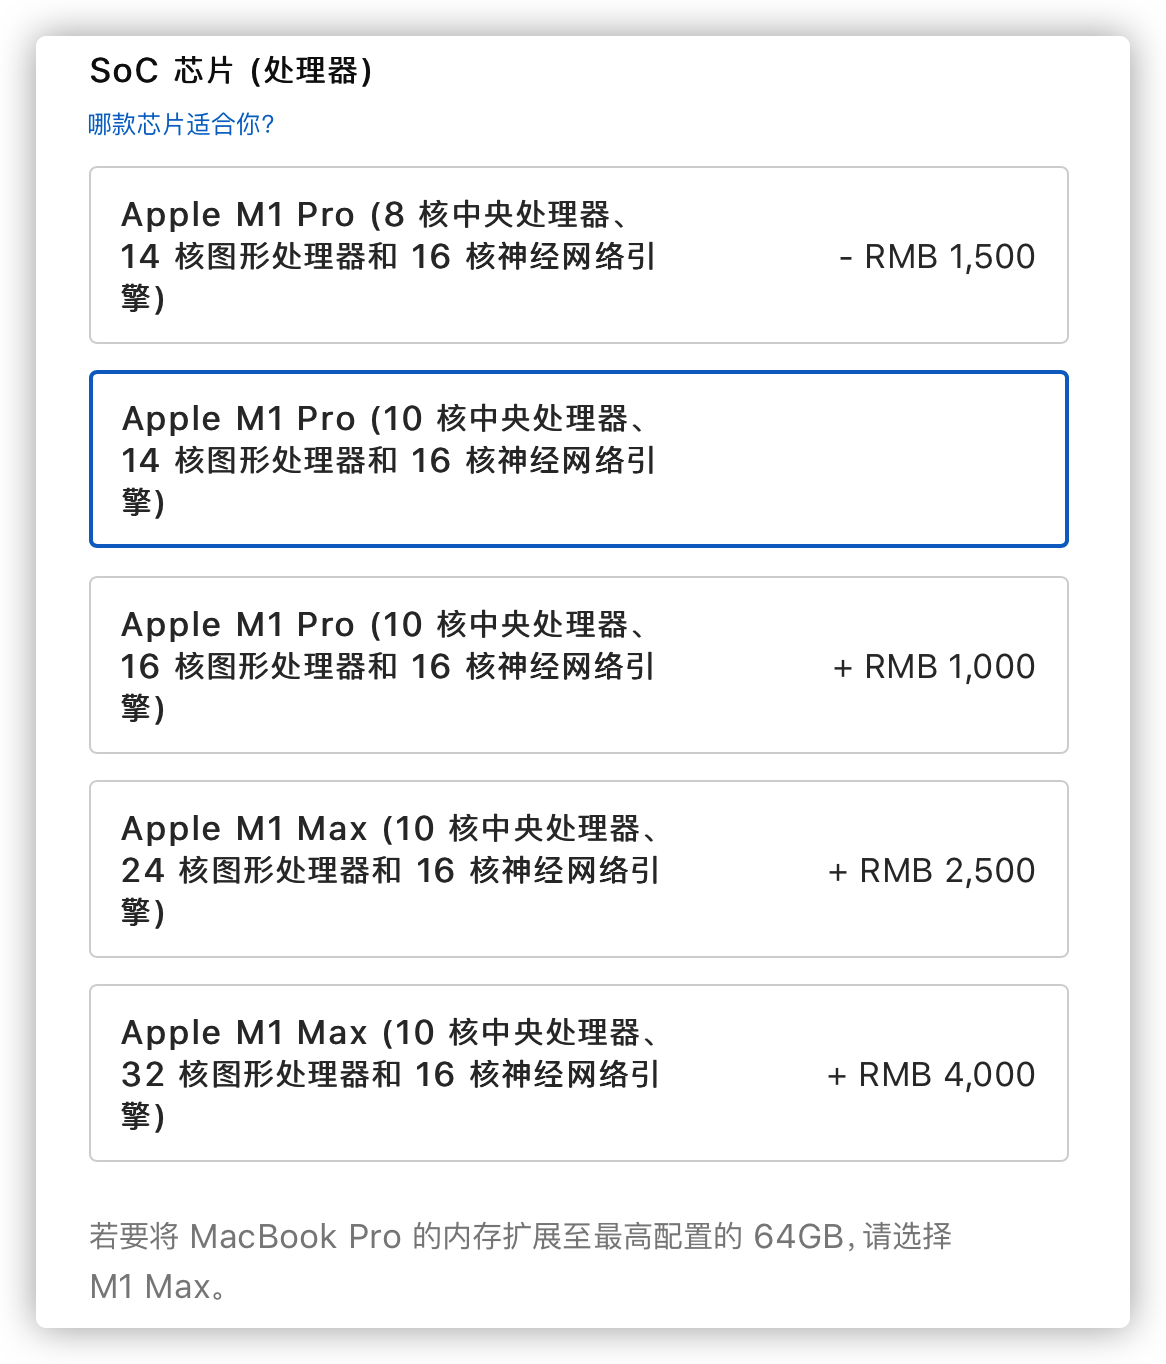 SoC 芯片 (处理器)
哪款芯片适合你?
Apple M1 Pro (8 核中央处理器、
14 核图形处理器和 16 核神经网络引
擎)
- RMB 1,500
Apple M1 Pro (10 核中央处理器、
14 核图形处理器和 16 核神经网络引
擎)
Apple M1 Pro (10 核中央处理器、
16 核图形处理器和 16 核神经网络引
擎)
+ RMB 1,000
Apple M1 Max (10 核中央处理器、
24 核图形处理器和 16 核神经网络引
擎)
+ RMB 2,500
Apple M1 Max (10 核中央处理器、
32 核图形处理器和 16 核神经网络引
擎)
+ RMB 4,000
若要将 MacBook Pro 的内存扩展至最高配置的 64GB，请选择
M1 Max。